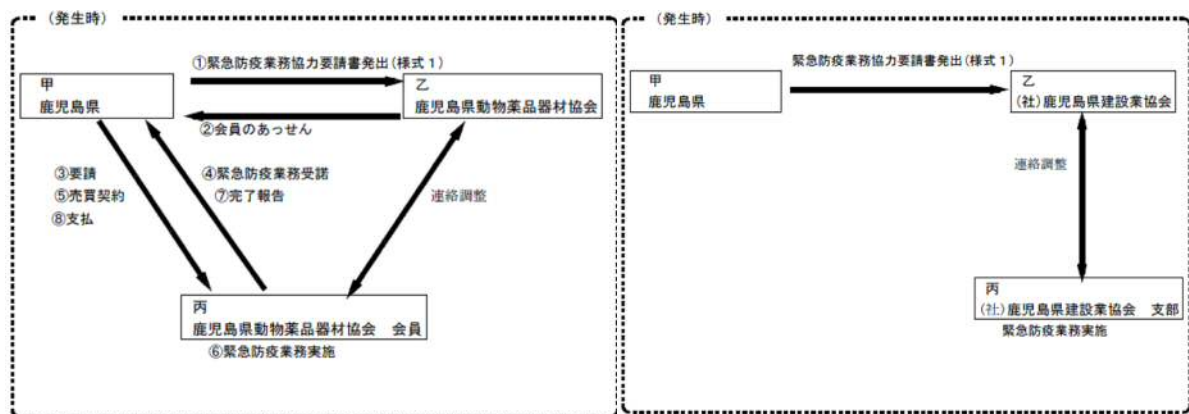 （発生時）
①緊急防疫業務協力要請書発出（様式１）
甲
鹿児島県
乙
鹿児島県動物薬品器材協会
②会員のあっせん
③要請
⑤売買契約
⑧支払
④緊急防疫業務受諾
⑦完了報告
連絡調整
丙
鹿児島県動物薬品器材協会　会員
⑥緊急防疫業務実施
（発生時）
緊急防疫業務協力要請書発出（様式１）
甲
鹿児島県
乙
（社）鹿児島県建設業協会
連絡調整
丙
（社）鹿児島県建設業協会　支部
緊急防疫業務実施